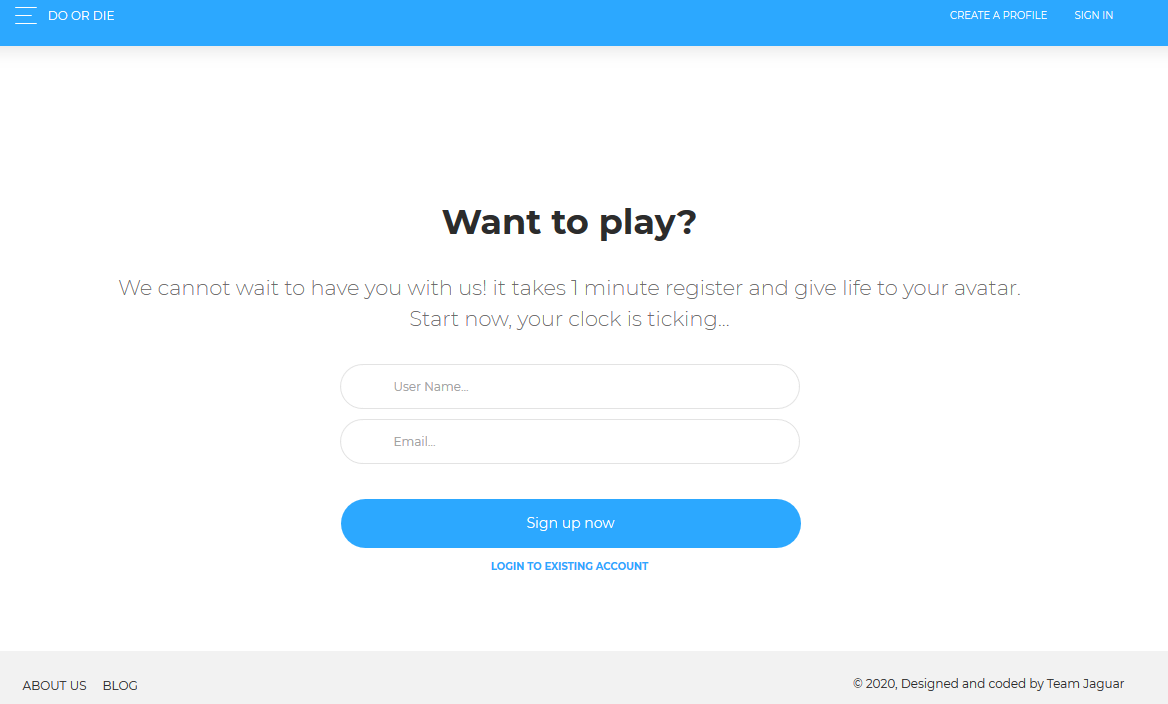 DO OR DIE
CREATE A PROFILE
SIGN IN
Want to play?
We cannot wait to have you with us! it takes 1 minute register and give life to your avatar.
Start now, your clock is ticking...
User Name...
Email...
Sign up now
LOGIN TO EXISTING ACCOUNT
ABOUT US
BLOG
© 2020, Designed and coded by Team Jaguar